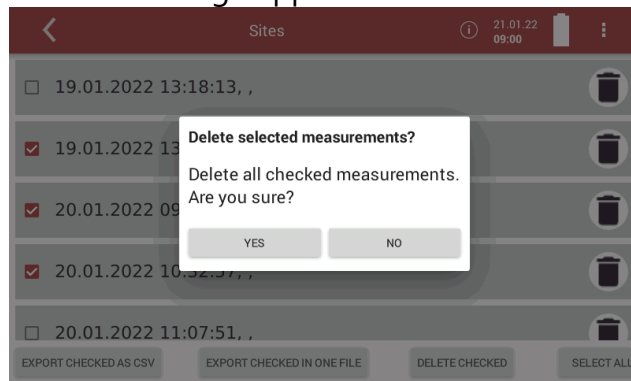 Sites
21.01.22
09:00
19.01.2022 13:18:13, ,
19.01.2022 13
Delete selected measurements?
Delete all checked measurements.
Are you sure?
YES
NO
20.01.2022 09
20.01.2022 10:52:57, ,
20.01.2022 11:07:51, ,
EXPORT CHECKED AS CSV
EXPORT CHECKED IN ONE FILE
DELETE CHECKED
SELECT ALL